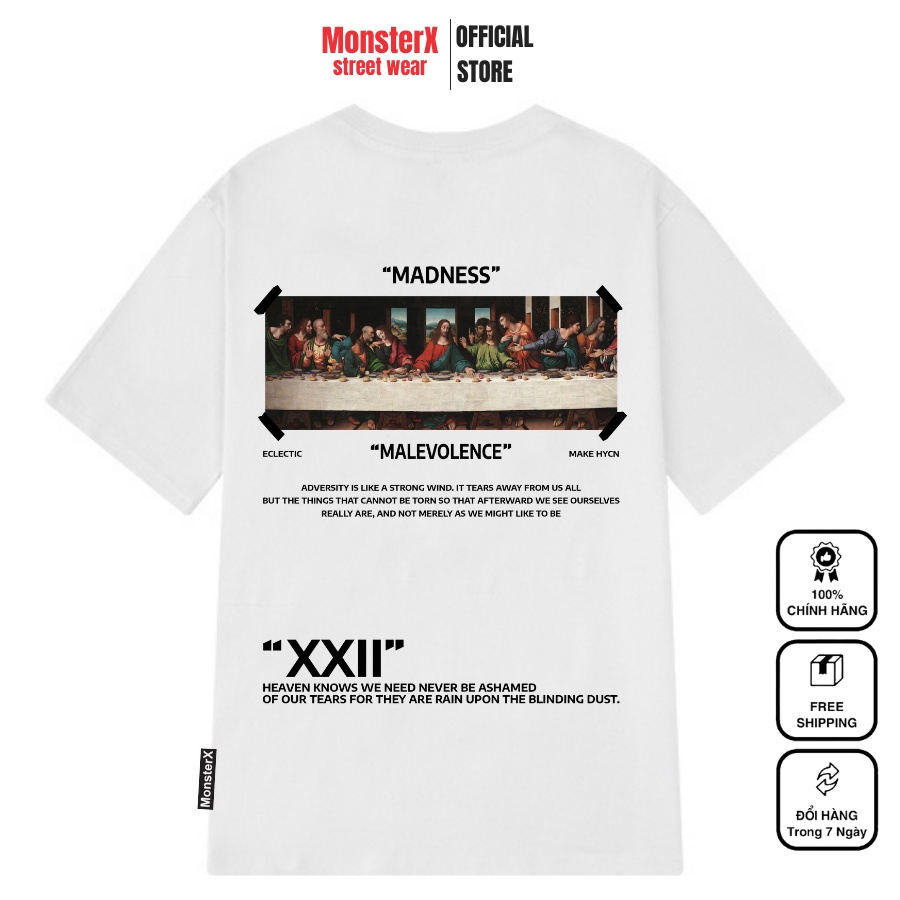 MonsterX
street wear
OFFICIAL
STORE
“MADNESS”
ECLECTIC
“MALEVOLENCE”
MAKE HYCN
ADVERSITY IS LIKE A STRONG WIND. IT TEARS AWAY FROM US ALL
BUT THE THINGS THAT CANNOT BE TORN SO THAT AFTERWARD WE SEE OURSELVES
REALLY ARE, AND NOT MERELY AS WE MIGHT LIKE TO BE
“XXII”
HEAVEN KNOWS WE NEED NEVER BE ASHAMED
OF OUR TEARS FOR THEY ARE RAIN UPON THE BLINDING DUST.
MonsterX
100%
CHÍNH HÃNG
FREE
SHIPPING
ĐỔI HÀNG
Trong 7 Ngày